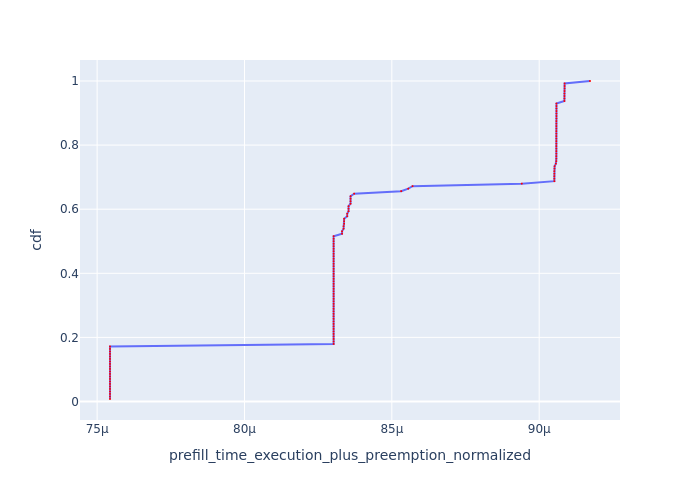 1
0.8
0.6
0.4
0.2
0
cdf
75μ
80μ
85μ
90μ
prefill_time_execution_plus_preemption_normalized